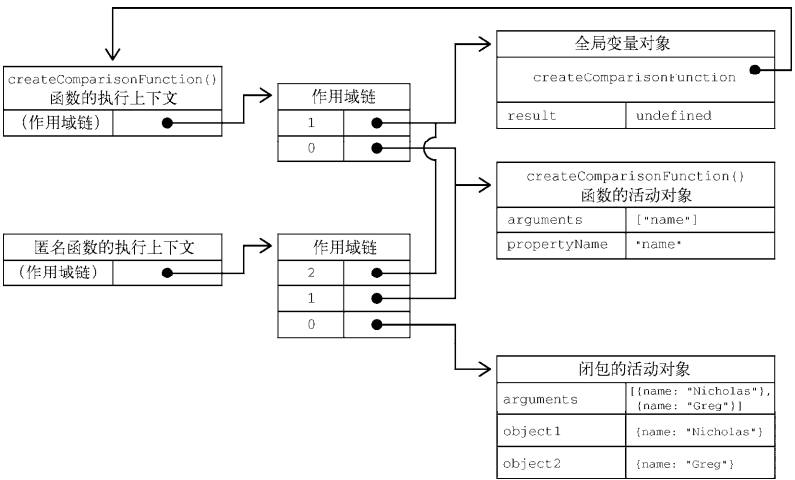 全局变量对象
createComparisonFunction
result undefined
createComparisonFunction()
函数的执行上下文
(作用域链)
作用域链
1
0
createComparisonFunction()
函数的活动对象
arguments ["name"]
propertyName "name"
匿名函数的执行上下文
(作用域链)
作用域链
2
1
0
闭包的活动对象
arguments [{name: "Nicholas"},
{name: "Greg"}]
object1 {name: "Nicholas"}
object2 {name: "Greg"}